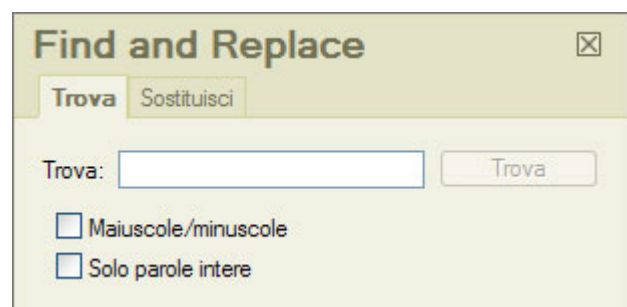 Find and Replace
Trova Sostituisci
Trova: Trova
Maiuscole/minuscole
Solo parole intere